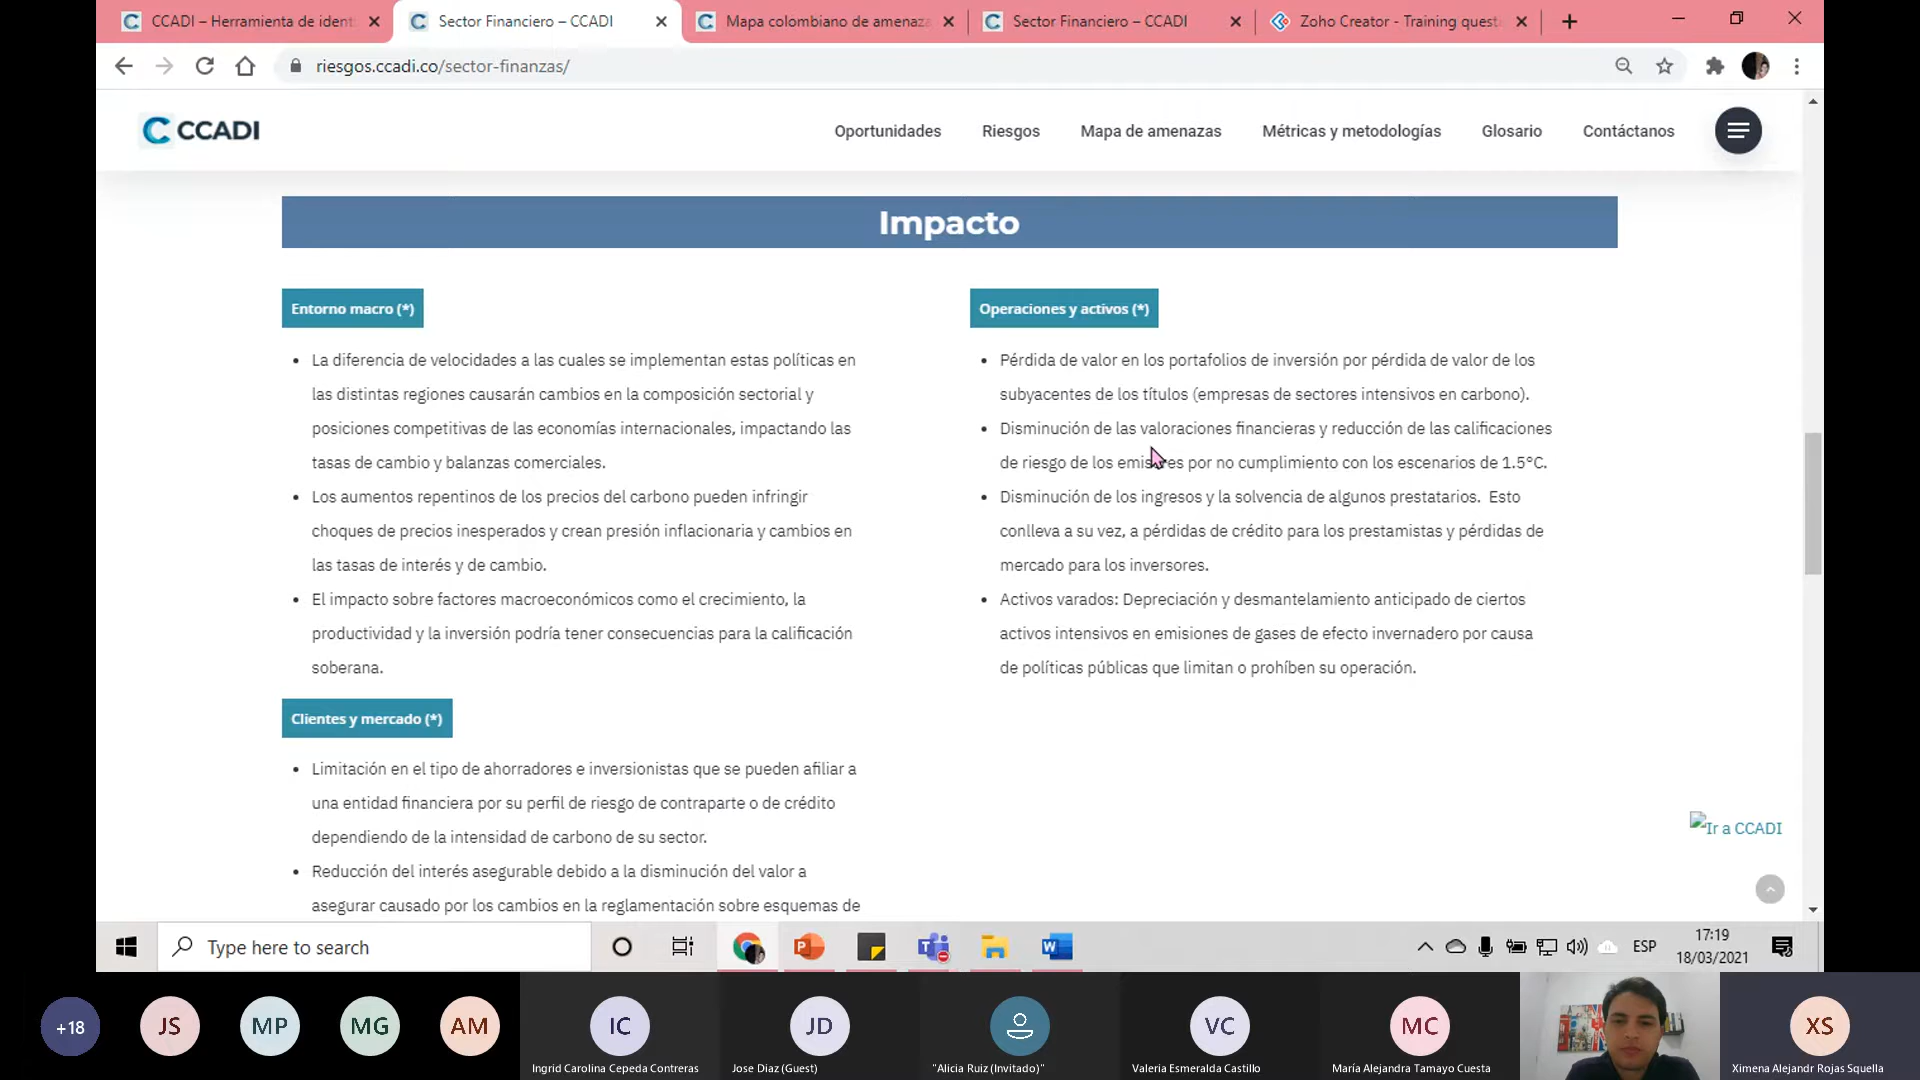 CCADI – Herramienta de ident
Sector Financiero – CCADI
Mapa colombiano de amenaza
Sector Financiero – CCADI
Zoho Creator - Training quest
riesgos.ccadi.co/sector-finanzas/
CCADI
Oportunidades
Riesgos
Mapa de amenazas
Métricas y metodologías
Glosario
Contáctanos
Impacto
Entorno macro (*)
La diferencia de velocidades a las cuales se implementan estas políticas en
las distintas regiones causarán cambios en la composición sectorial y
posiciones competitivas de las economías internacionales, impactando las
tasas de cambio y balanzas comerciales.
Los aumentos repentinos de los precios del carbono pueden infringir
choques de precios inesperados y crean presión inflacionaria y cambios en
las tasas de interés y de cambio.
El impacto sobre factores macroeconómicos como el crecimiento, la
productividad y la inversión podría tener consecuencias para la calificación
soberana.
Clientes y mercado (*)
Limitación en el tipo de ahorradores e inversionistas que se pueden afiliar a
una entidad financiera por su perfil de riesgo de contraparte o de crédito
dependiendo de la intensidad de carbono de su sector.
Reducción del interés asegurable debido a la disminución del valor a
asegurar causado por los cambios en la reglamentación sobre esquemas de
Operaciones y activos (*)
Pérdida de valor en los portafolios de inversión por pérdida de valor de los
subyacentes de los títulos (empresas de sectores intensivos en carbono).
Disminución de las valoraciones financieras y reducción de las calificaciones
de riesgo de los emisores por no cumplimiento con los escenarios de 1.5°C.
Disminución de los ingresos y la solvencia de algunos prestatarios. Esto
conlleva a su vez, a pérdidas de crédito para los prestamistas y pérdidas de
mercado para los inversores.
Activos varados: Depreciación y desmantelamiento anticipado de ciertos
activos intensivos en emisiones de gases de efecto invernadero por causa
de políticas públicas que limitan o prohíben su operación.
Ir a CCADI
Type here to search
ESP
17:19
18/03/2021
+18
JS
MP
MG
AM
IC
Ingrid Carolina Cepeda Contreras
JD
Jose Diaz (Guest)
"Alicia Ruiz (Invitado)"
VC
Valeria Esmeralda Castillo
MC
María Alejandra Tamayo Cuesta
XS
Ximena Alejandr Rojas Squella